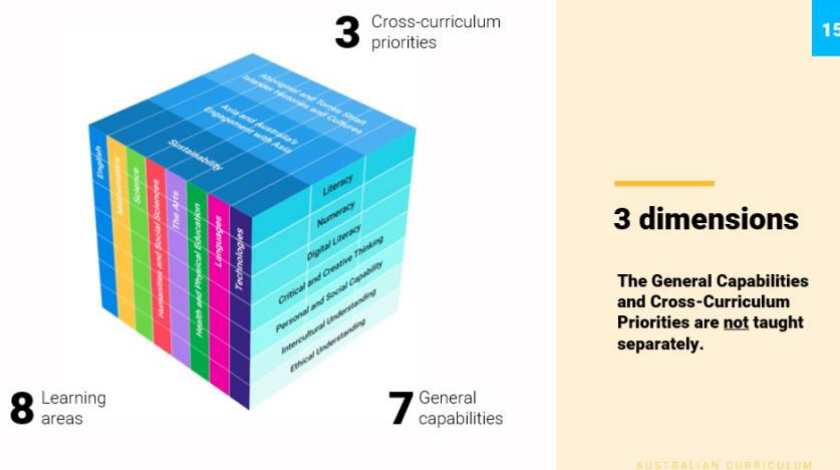 3 Cross-curriculum
priorities
15
Aboriginal and Torres Strait
Islander Histories and Cultures
Asia and Australia's
Engagement with Asia
Sustainability
English
Mathematics
Science
Humanities and Social Sciences
The Arts
Health and Physical Education
Languages
Technologies
Literacy
Numeracy
Digital Literacy
Critical and Creative Thinking
Personal and Social Capability
Intercultural Understanding
Ethical Understanding
8 Learning
areas
7 General
capabilities
3 dimensions
The General Capabilities
and Cross-Curriculum
Priorities are not taught
separately.
AUSTRALIAN CURRICULUM